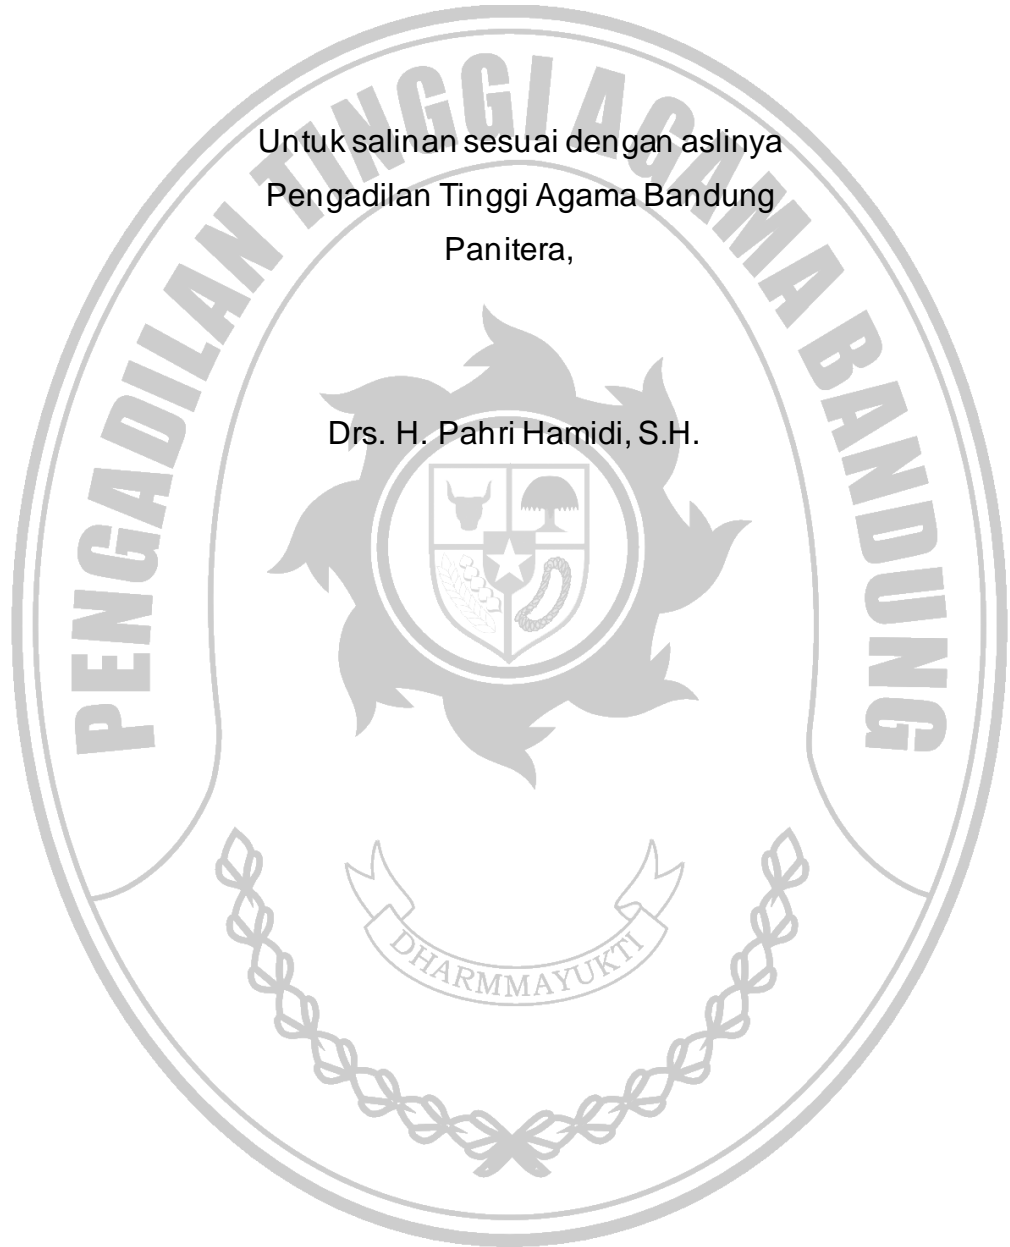 PENGADILAN TINGGI AGAMA BANDUNG
Untuk salinan sesuai dengan aslinya
Pengadilan Tinggi Agama Bandung
Panitera,
Drs. H. Pahri Hamidi, S.H.
DHARMMAYUKTI